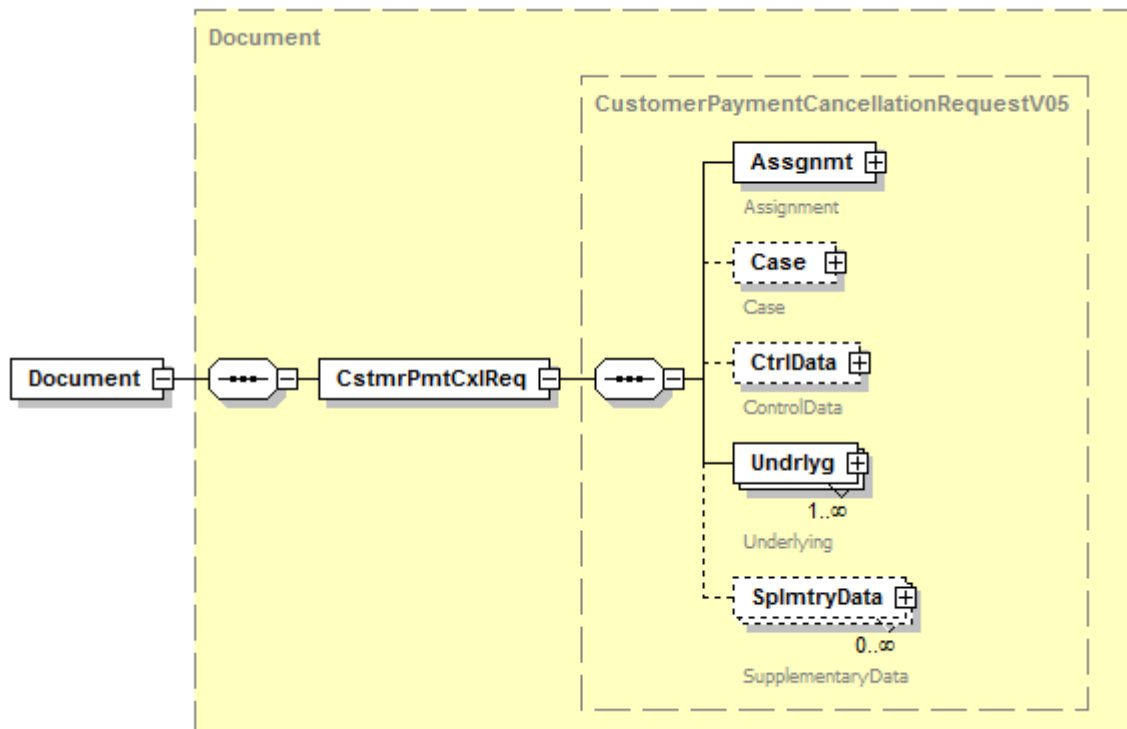 Document
CustomerPaymentCancellationRequestV05
Assgnmt
Assignment
Case
Case
CtrlData
ControlData
Document
CstmrPmtCxlReq
Undrlyg
1..∞
Underlying
SplmtryData
0..∞
SupplementaryData